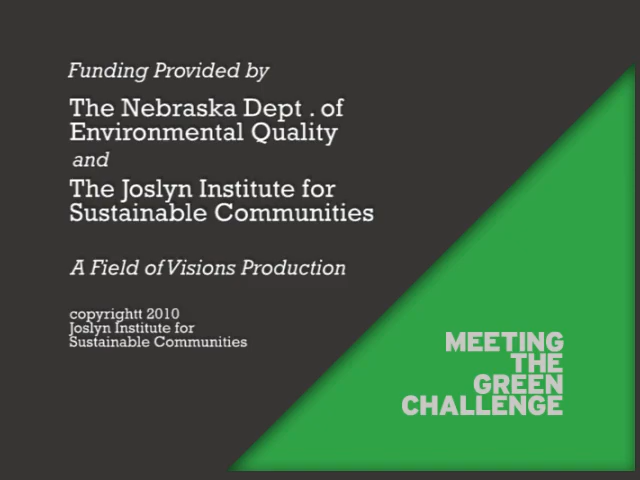 Funding Provided by
The Nebraska Dept . of
Environmental Quality
and
The Joslyn Institute for
Sustainable Communities
A Field of Visions Production
copyrightt 2010
Joslyn Institute for
Sustainable Communities
MEETING
THE
GREEN
CHALLENGE